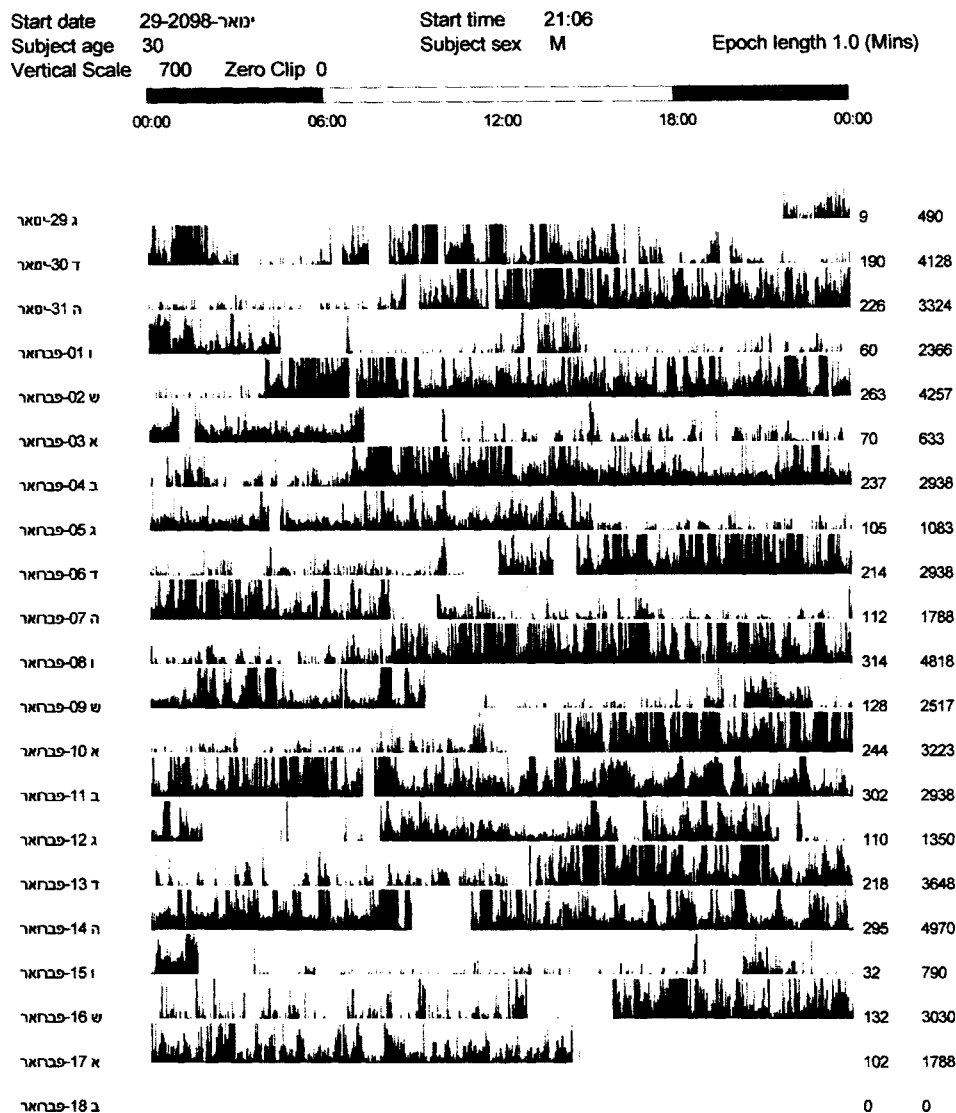 Start date 29-ינואר-2098 Start time 21:06
Subject age 30 Subject sex M Epoch length 1.0 (Mins)
Vertical Scale 700 Zero Clip 0
00:00 06:00 12:00 18:00 00:00
ג 29-ינואר 9 490
ד 30-ינואר 190 4128
ה 31-ינואר 226 3324
ו 01-פברואר 60 2366
ש 02-פברואר 263 4257
א 03-פברואר 70 633
ב 04-פברואר 237 2938
ג 05-פברואר 105 1083
ד 06-פברואר 214 2938
ה 07-פברואר 112 1788
ו 08-פברואר 314 4818
ש 09-פברואר 128 2517
א 10-פברואר 244 3223
ב 11-פברואר 302 2938
ג 12-פברואר 110 1350
ד 13-פברואר 218 3648
ה 14-פברואר 295 4970
ו 15-פברואר 32 790
ש 16-פברואר 132 3030
א 17-פברואר 102 1788
ב 18-פברואר 0 0